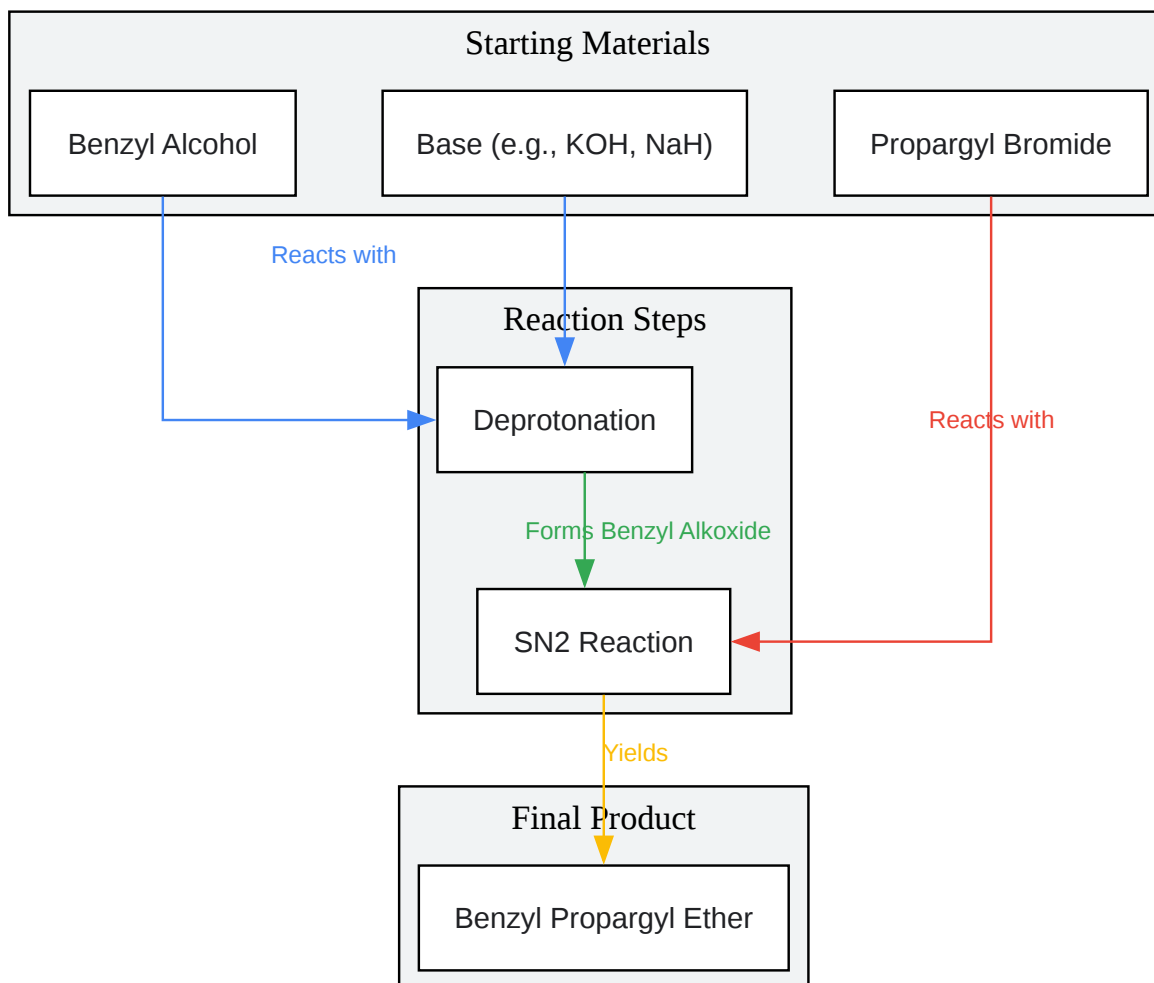 Starting Materials
Benzyl Alcohol
Base (e.g., KOH, NaH)
Propargyl Bromide
Reacts with
Reaction Steps
Deprotonation
Reacts with
Forms Benzyl Alkoxide
SN2 Reaction
Yields
Final Product
Benzyl Propargyl Ether